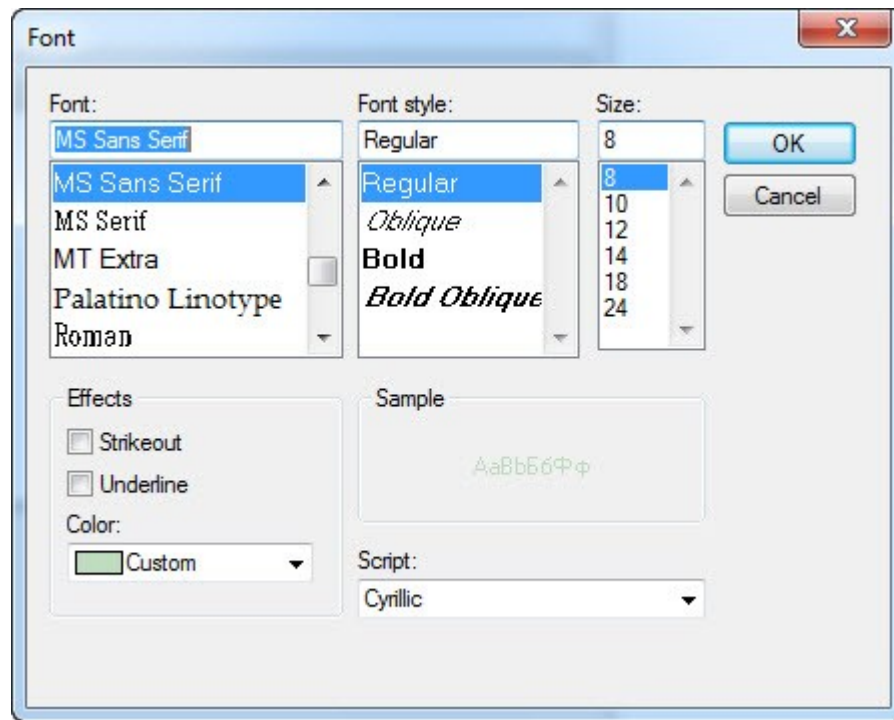 Font
Font:
MS Sans Serif
MS Sans Serif
MS Serif
MT Extra
Palatino Linotype
Roman
Font style:
Regular
Regular
Oblique
Bold
Bold Oblique
Size:
8
8
10
12
14
18
24
OK
Cancel
Effects
Strikeout
Underline
Color:
Custom
Sample
AaBbБбФф
Script:
Cyrillic